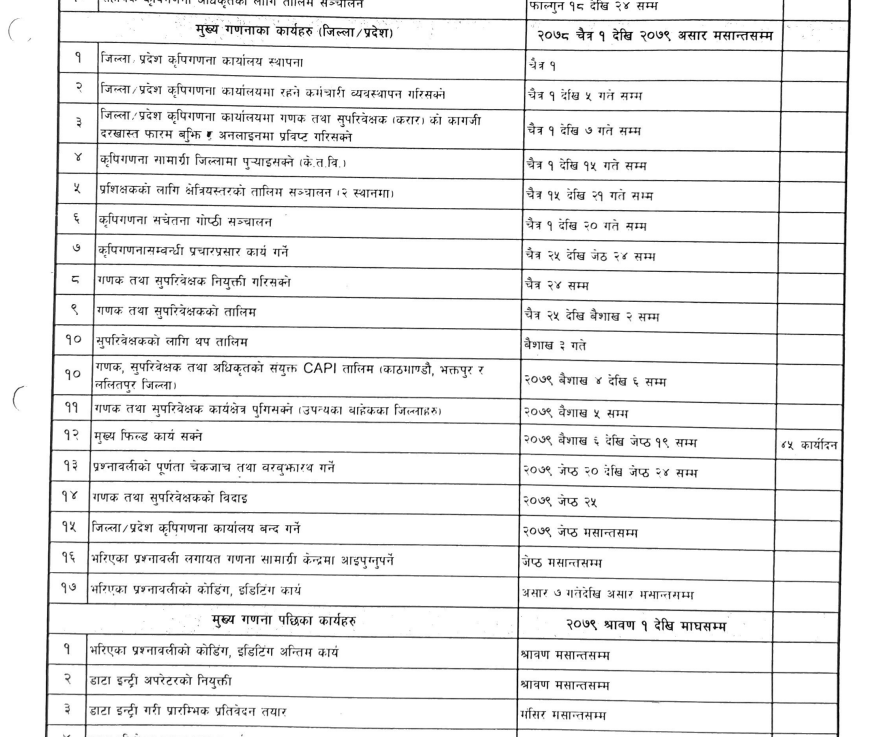 कृषिगणना अधिकृतको लागि तालिम सञ्चालन फाल्गुन १८ देखि २४ सम्म
मुख्य गणनाका कार्यहरु (जिल्ला/प्रदेश) २०७८ चैत्र १ देखि २०७९ असार मसान्तसम्म
१ जिल्ला/प्रदेश कृषिगणना कार्यालय स्थापना चैत्र १
२ जिल्ला/प्रदेश कृषिगणना कार्यालयमा रहने कर्मचारी व्यवस्थापन गरिसक्ने चैत्र १ देखि ५ गते सम्म
३ जिल्ला/प्रदेश कृषिगणना कार्यालयमा गणक तथा सुपरिवेक्षक (करार) को कागजी
दरखास्त फारम बुझि अनलाइनमा प्रविष्ट गरिसक्ने चैत्र १ देखि ७ गते सम्म
४ कृषिगणना सामाग्री जिल्लामा पुऱ्याइसक्ने (के.त.वि.) चैत्र १ देखि १५ गते सम्म
५ प्रशिक्षकको लागि क्षेत्रियस्तरको तालिम सञ्चालन (२ स्थानमा) चैत्र १५ देखि २१ गते सम्म
६ कृषिगणना सचेतना गोष्ठी सञ्चालन चैत्र १ देखि २० गते सम्म
७ कृषिगणनासम्बन्धी प्रचारप्रसार कार्य गर्ने चैत्र २५ देखि जेठ २४ सम्म
८ गणक तथा सुपरिवेक्षक नियुक्ती गरिसक्ने चैत्र २४ सम्म
९ गणक तथा सुपरिवेक्षकको तालिम चैत्र २५ देखि बैशाख २ सम्म
१० सुपरिवेक्षकको लागि थप तालिम बैशाख ३ गते
१० गणक, सुपरिवेक्षक तथा अधिकृतको संयुक्त CAPI तालिम (काठमाण्डौ, भक्तपुर र
ललितपुर जिल्ला) २०७९ बैशाख ४ देखि ६ सम्म
११ गणक तथा सुपरिवेक्षक कार्यक्षेत्र पुगिसक्ने (उपत्यका बाहेकका जिल्लाहरु) २०७९ बैशाख ५ सम्म
१२ मुख्य फिल्ड कार्य सक्ने २०७९ बैशाख ६ देखि जेष्ठ १९ सम्म ४५ कार्यदिन
१३ प्रश्नावलीको पूर्णता चेकजाच तथा बरबुझारथ गर्ने २०७९ जेष्ठ २० देखि जेष्ठ २४ सम्म
१४ गणक तथा सुपरिवेक्षकको विदाइ २०७९ जेष्ठ २५
१५ जिल्ला/प्रदेश कृषिगणना कार्यालय बन्द गर्ने २०७९ जेष्ठ मसान्तसम्म
१६ भरिएका प्रश्नावली लगायत गणना सामाग्री केन्द्रमा आइपुग्नुपर्ने जेष्ठ मसान्तसम्म
१७ भरिएका प्रश्नावलीको कोडिंग, इडिटिंग कार्य असार ७ गतेदेखि असार मसान्तसम्म
मुख्य गणना पछिका कार्यहरु २०७९ श्रावण १ देखि माघसम्म
१ भरिएका प्रश्नावलीको कोडिंग, इडिटिंग अन्तिम कार्य श्रावण मसान्तसम्म
२ डाटा इन्ट्री अपरेटरको नियुक्ती श्रावण मसान्तसम्म
३ डाटा इन्ट्री गरी प्रारम्भिक प्रतिवेदन तयार मंसिर मसान्तसम्म